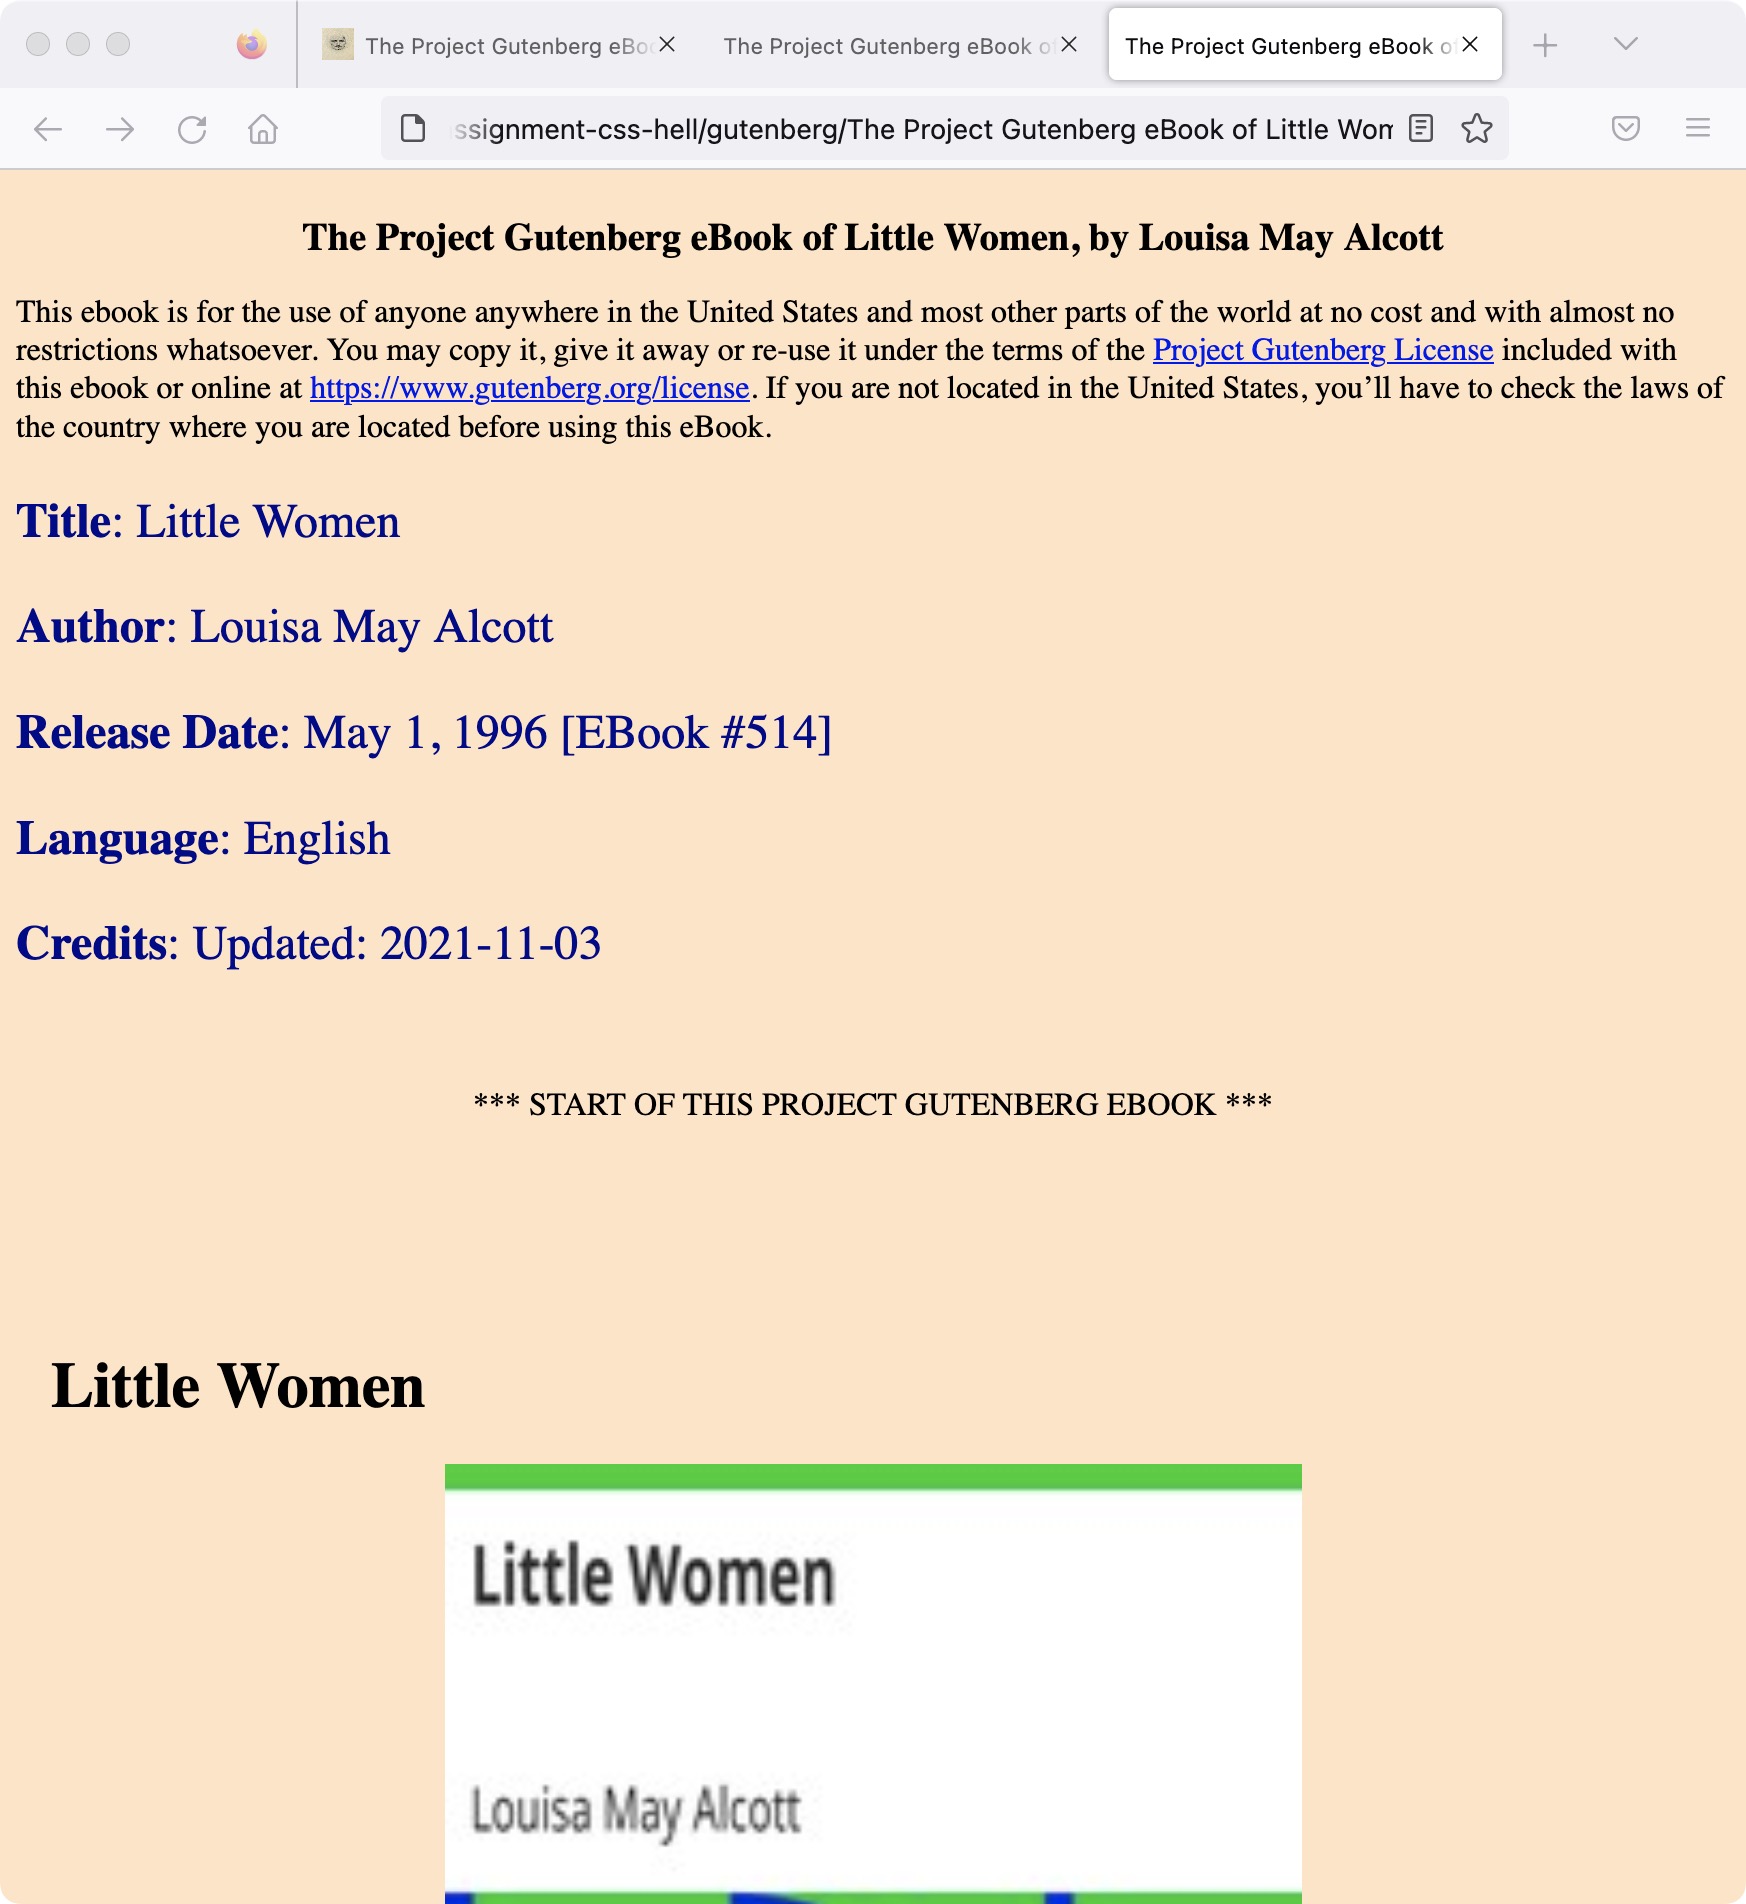 The Project Gutenberg eBoo
The Project Gutenberg eBook of
The Project Gutenberg eBook of
ssignment-css-hell/gutenberg/The Project Gutenberg eBook of Little Wom
The Project Gutenberg eBook of Little Women, by Louisa May Alcott
This ebook is for the use of anyone anywhere in the United States and most other parts of the world at no cost and with almost no
restrictions whatsoever. You may copy it, give it away or re-use it under the terms of the Project Gutenberg License included with
this ebook or online at https://www.gutenberg.org/license. If you are not located in the United States, you’ll have to check the laws of
the country where you are located before using this eBook.
Title: Little Women
Author: Louisa May Alcott
Release Date: May 1, 1996 [EBook #514]
Language: English
Credits: Updated: 2021-11-03
*** START OF THIS PROJECT GUTENBERG EBOOK ***
Little Women
Little Women
Louisa May Alcott